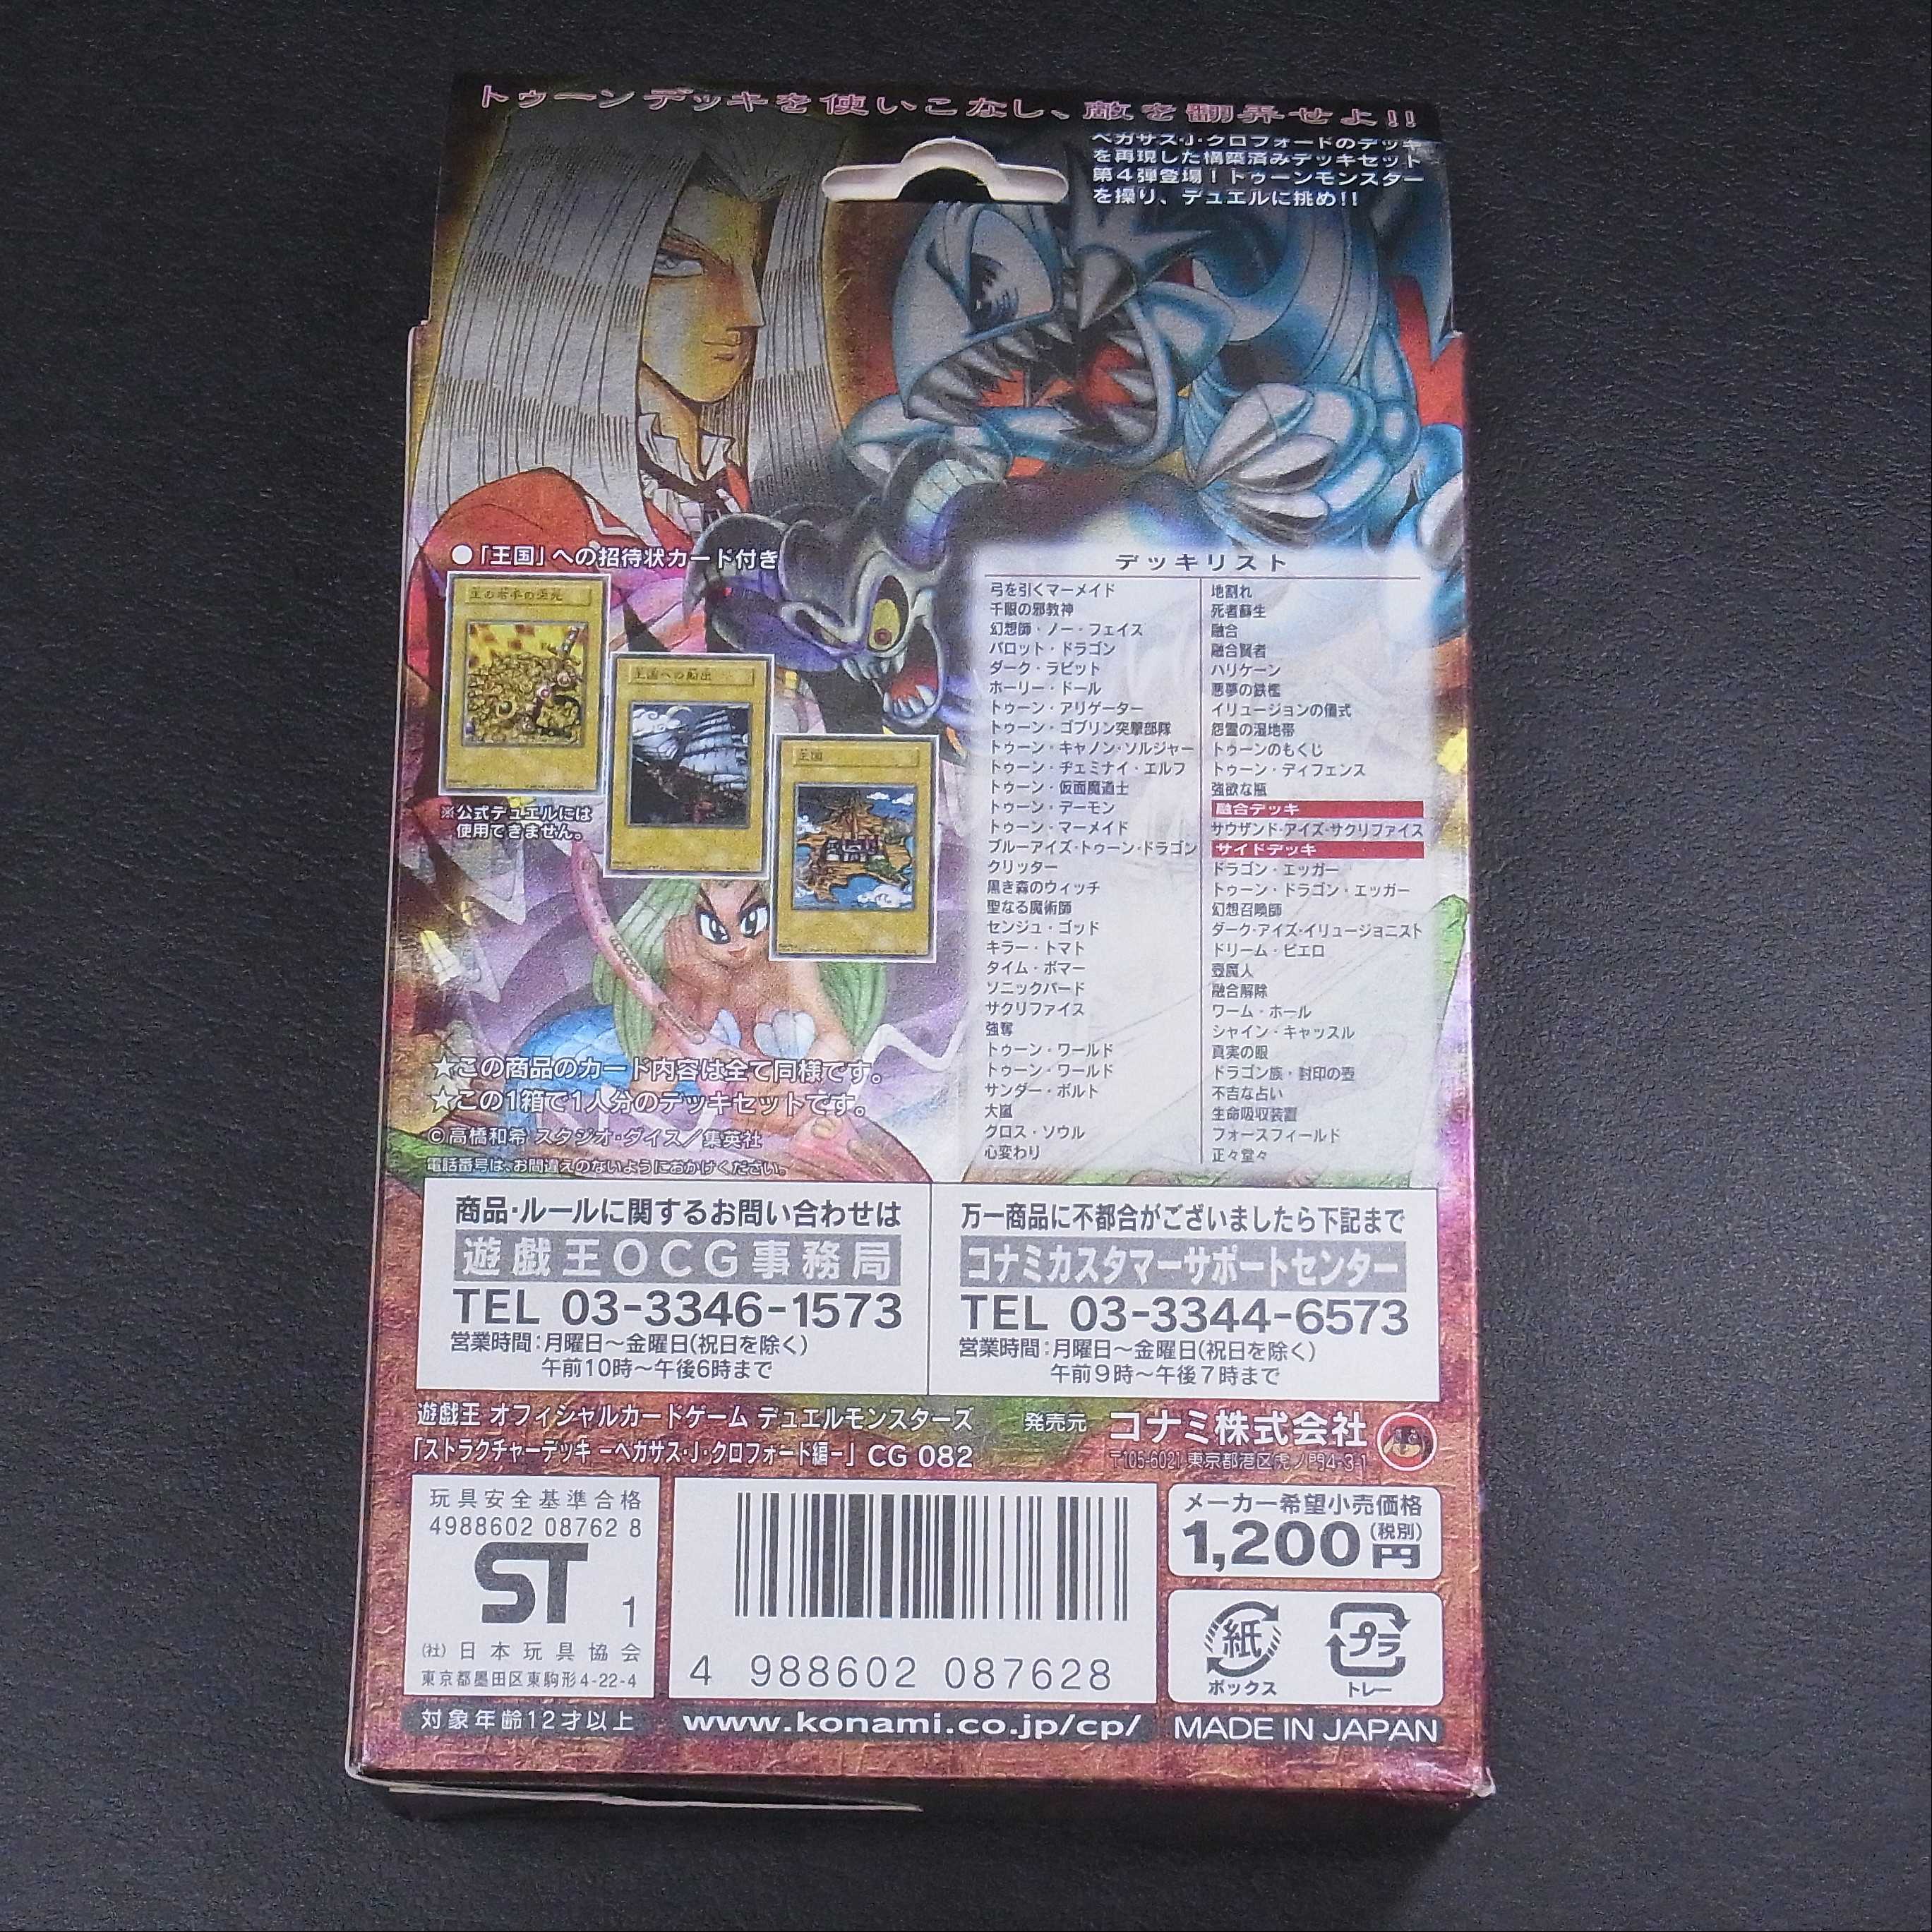 トゥーンデッキを使いこなし、敵を翻弄せよ!!
ペガサス・J・クロフォードのデッキ
を再現した構築済みデッキセット
第4弾登場!トゥーンモンスター
を操り、デュエルに挑め!!
●「王国」への招待状カード付き
王の右手の栄光
王国への船出
王国
※公式デュエルには
使用できません。
デッキリスト
弓を引くマーメイド
千眼の邪教神
幻想師・ノー・フェイス
パロット・ドラゴン
ダーク・ラビット
ホーリー・ドール
トゥーン・アリゲーター
トゥーン・ゴブリン突撃部隊
トゥーン・キャノン・ソルジャー
トゥーン・ヂェミナイ・エルフ
トゥーン・仮面魔道士
トゥーン・デーモン
トゥーン・マーメイド
ブルーアイズ・トゥーン・ドラゴン
クリッター
黒き森のウィッチ
聖なる魔術師
センジュ・ゴッド
キラー・トマト
タイム・ボマー
ソニックバード
サクリファイス
強奪
トゥーン・ワールド
トゥーン・ワールド
サンダー・ボルト
大嵐
クロス・ソウル
心変わり
地割れ
死者蘇生
融合
融合賢者
ハリケーン
悪夢の鉄檻
イリュージョンの儀式
怨霊の湿地帯
トゥーンのもくじ
トゥーン・ディフェンス
強欲な瓶
融合デッキ
サウザンド・アイズ・サクリファイス
サイドデッキ
ドラゴン・エッガー
トゥーン・ドラゴン・エッガー
幻想召喚師
ダーク・アイズ・イリュージョニスト
ドリーム・ピエロ
壺魔人
融合解除
ワーム・ホール
シャイン・キャッスル
真実の眼
ドラゴン族・封印の壺
不吉な占い
生命吸収装置
フォースフィールド
正々堂々
★この商品のカード内容は全て同様です。
★この1箱で1人分のデッキセットです。
©高橋和希 スタジオ・ダイス/集英社
電話番号は、お間違えのないようにおかけください。
商品・ルールに関するお問い合わせは
遊戯王OCG事務局
TEL 03-3346-1573
営業時間:月曜日〜金曜日(祝日を除く)
午前10時〜午後6時まで
万一商品に不都合がございましたら下記まで
コナミカスタマーサポートセンター
TEL 03-3344-6573
営業時間:月曜日〜金曜日(祝日を除く)
午前9時〜午後7時まで
遊戯王 オフィシャルカードゲーム デュエルモンスターズ
「ストラクチャーデッキ -ペガサス・J・クロフォード編-」 CG 082
発売元 コナミ株式会社
〒105-6021 東京都港区虎ノ門4-3-1
玩具安全基準合格
4988602 08762 8
ST 1
(社)日本玩具協会
東京都墨田区東駒形4-22-4
対象年齢12才以上
4 988602 087628
www.konami.co.jp/cp/
メーカー希望小売価格
1,200円(税別)
紙
ボックス
プラ
トレー
MADE IN JAPAN